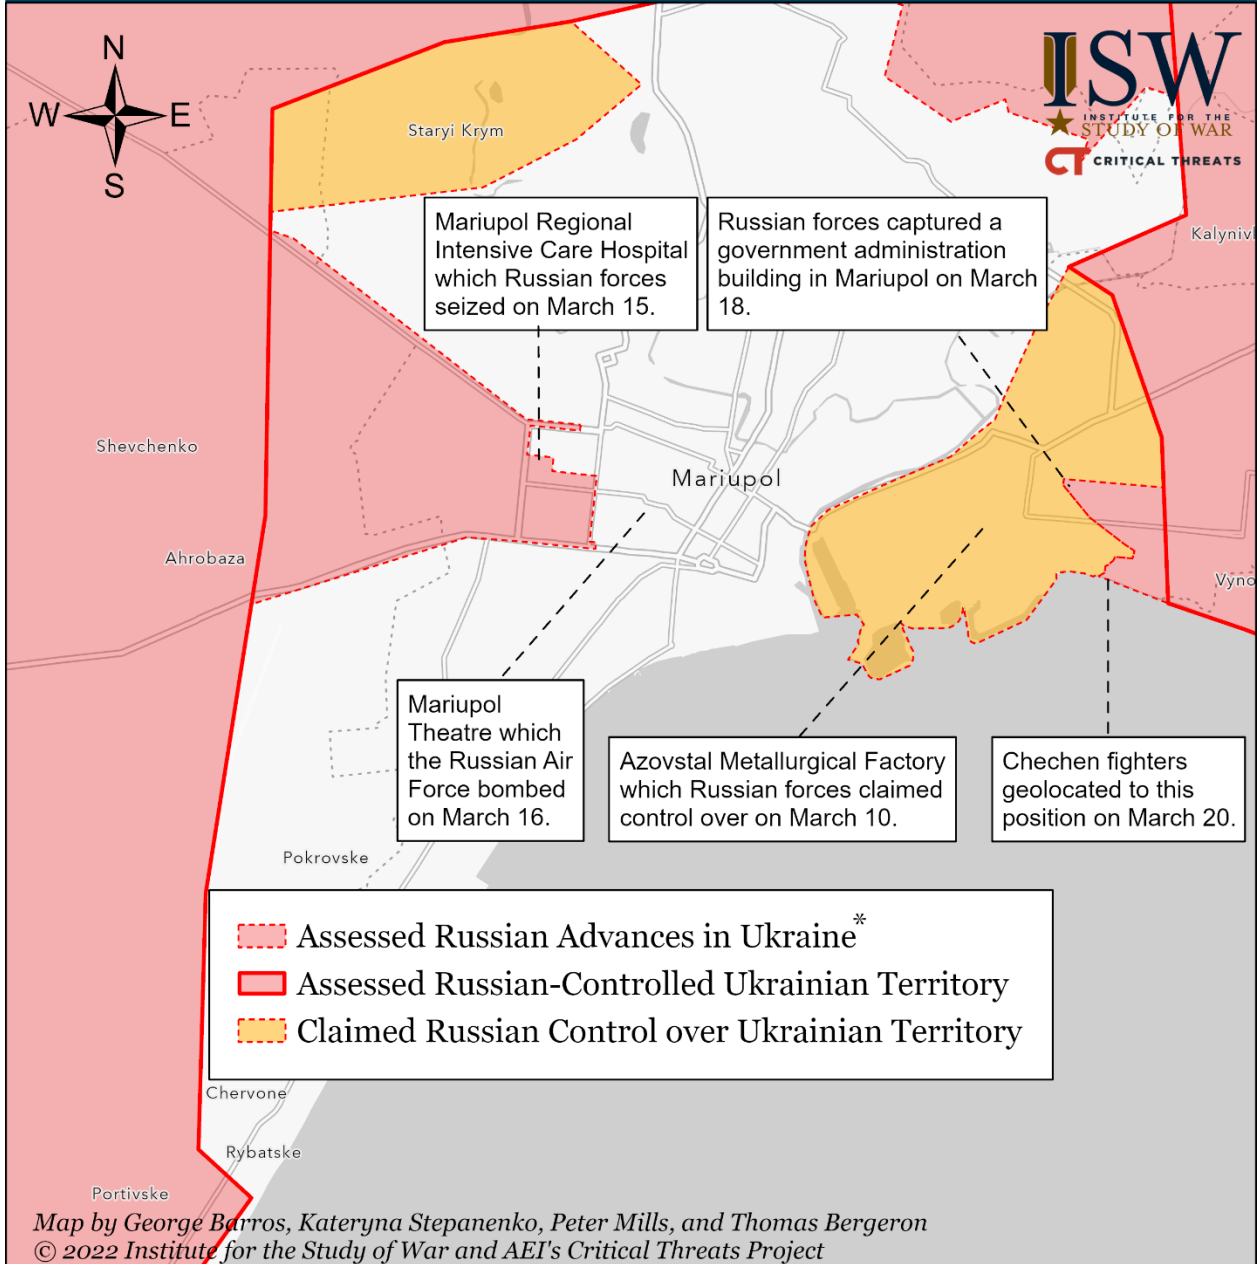 N
W
E
S
ISW
INSTITUTE FOR THE
STUDY OF WAR
CT CRITICAL THREATS
Staryi Krym
Mariupol Regional
Intensive Care Hospital
which Russian forces
seized on March 15.
Russian forces captured a
government administration
building in Mariupol on March
18.
Kalynivk
Shevchenko
Mariupol
Ahrobaza
Vyno
Mariupol
Theatre which
the Russian Air
Force bombed
on March 16.
Azovstal Metallurgical Factory
which Russian forces claimed
control over on March 10.
Chechen fighters
geolocated to this
position on March 20.
Pokrovske
Assessed Russian Advances in Ukraine*
Assessed Russian-Controlled Ukrainian Territory
Claimed Russian Control over Ukrainian Territory
Chervone
Rybatske
Portivske
Map by George Barros, Kateryna Stepanenko, Peter Mills, and Thomas Bergeron
© 2022 Institute for the Study of War and AEI's Critical Threats Project